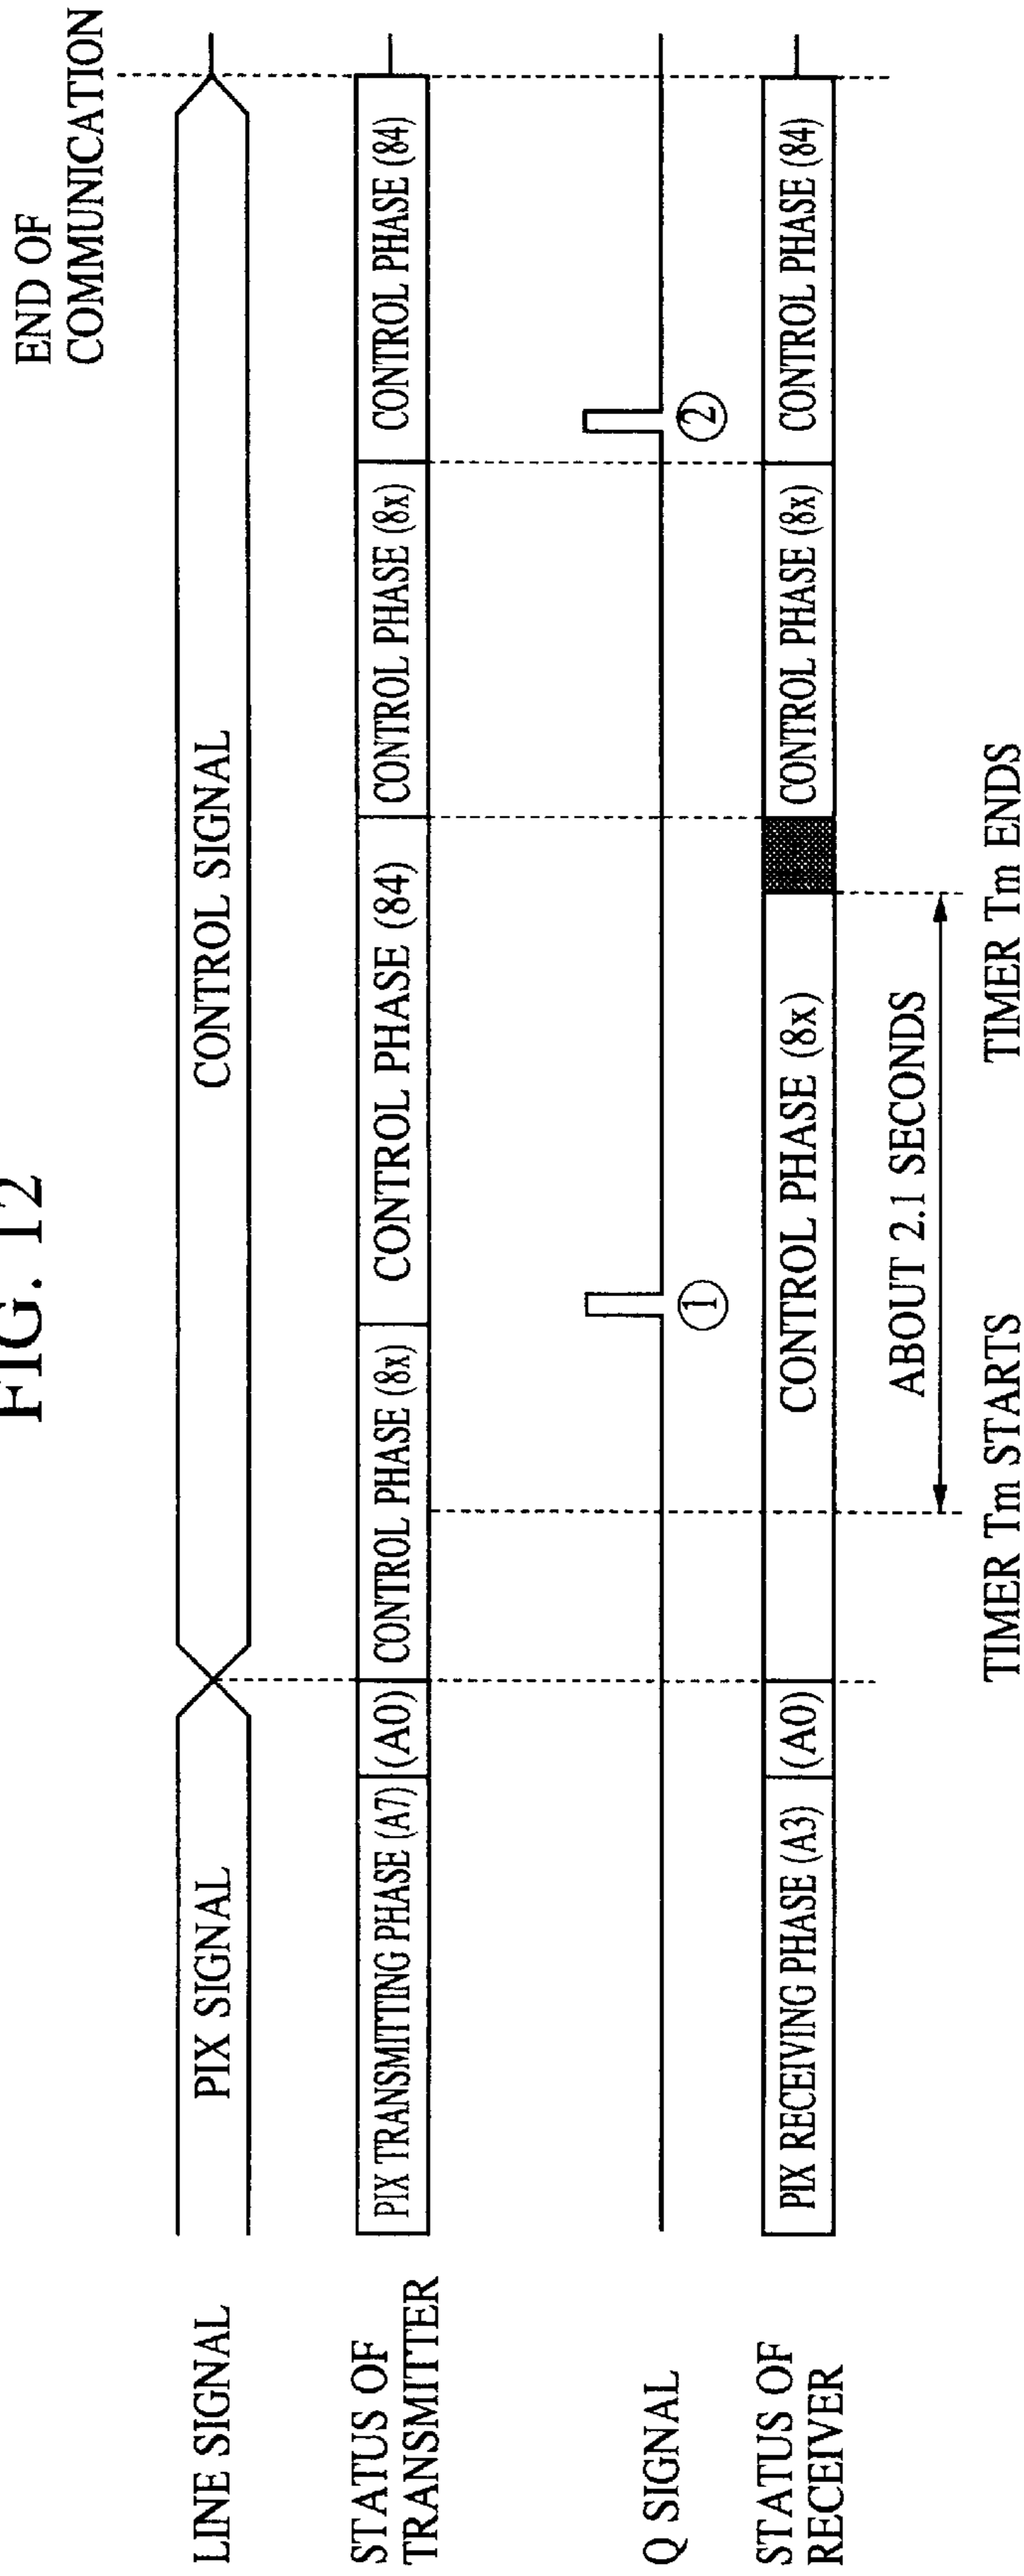 FIG. 12
END OF
COMMUNICATION
LINE SIGNAL
PIX SIGNAL
CONTROL SIGNAL
STATUS OF
TRANSMITTER
PIX TRANSMITTING PHASE (A7)
(A0)
CONTROL PHASE (8x)
CONTROL PHASE (84)
CONTROL PHASE (8x)
CONTROL PHASE (84)
Q SIGNAL
①
②
STATUS OF
RECEIVER
PIX RECEIVING PHASE (A3)
(A0)
CONTROL PHASE (8x)
CONTROL PHASE (8x)
CONTROL PHASE (84)
ABOUT 2.1 SECONDS
TIMER Tm STARTS
TIMER Tm ENDS